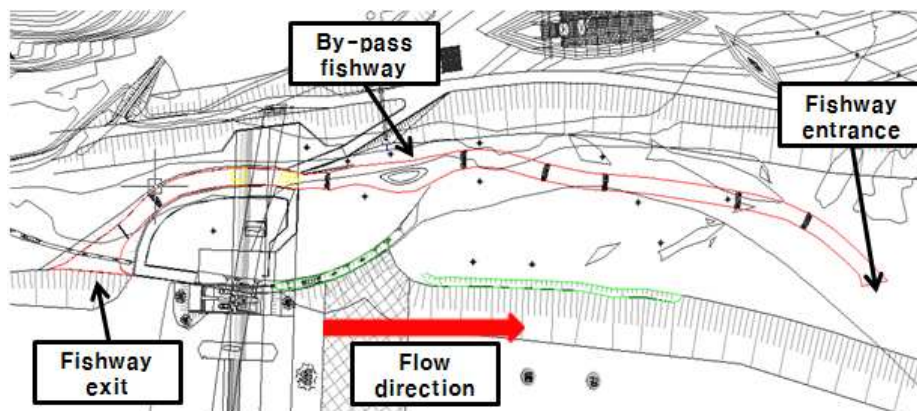 By-pass
fishway
Fishway
entrance
Fishway
exit
Flow
direction